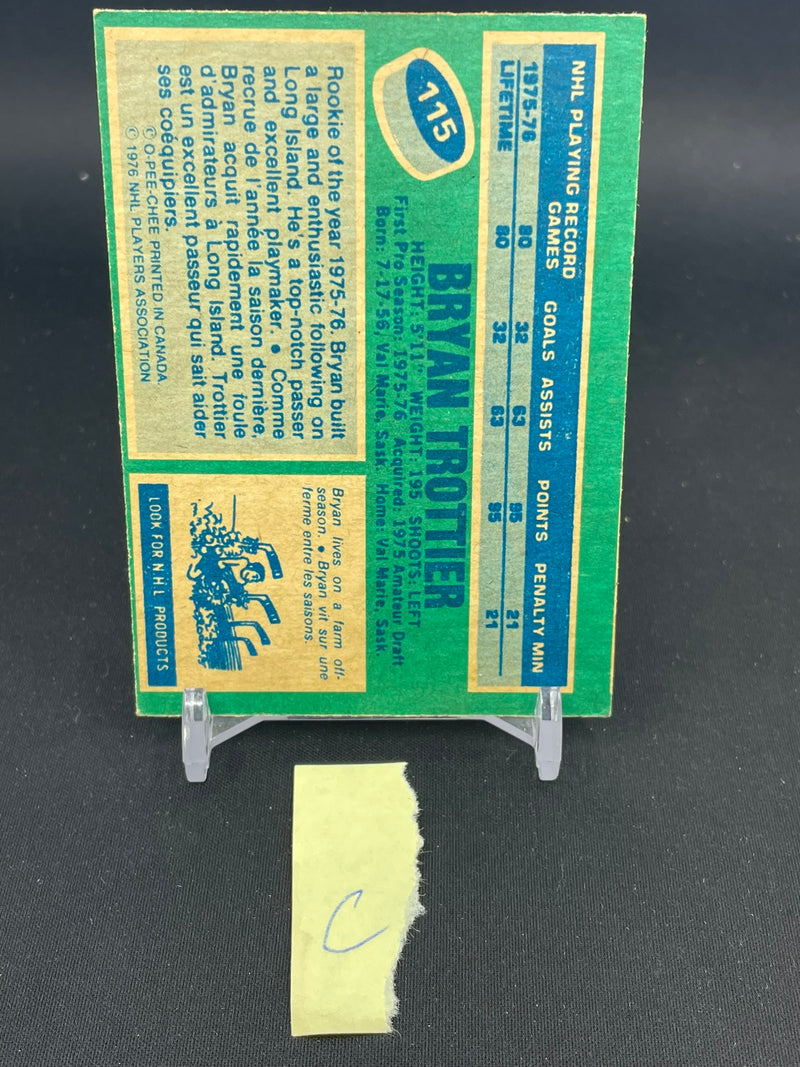 NHL PLAYING RECORD
GAMES GOALS ASSISTS POINTS PENALTY MIN
1975-76 80 32 63 95 21
LIFETIME 80 32 63 95 21
115
BRYAN TROTTIER
HEIGHT: 5'11" WEIGHT: 195 SHOOTS: LEFT
First Pro Season: 1975-76 Acquired: 1975 Amateur Draft
Born: 7-17-56, Val Marie, Sask. Home: Val Marie, Sask.
Rookie of the year 1975-76, Bryan built
a large and enthusiastic following on
Long Island. He's a top-notch passer
and excellent playmaker. • Comme
recrue de l'année la saison dernière,
Bryan acquit rapidement une foule
d'admirateurs à Long Island. Trottier
est un excellent passeur qui sait aider
ses coéquipiers.
© O-PEE-CHEE PRINTED IN CANADA
© 1976 NHL PLAYERS ASSOCIATION
Bryan lives on a farm off-
season. • Bryan vit sur une
ferme entre les saisons.
LOOK FOR N.H.L PRODUCTS
C